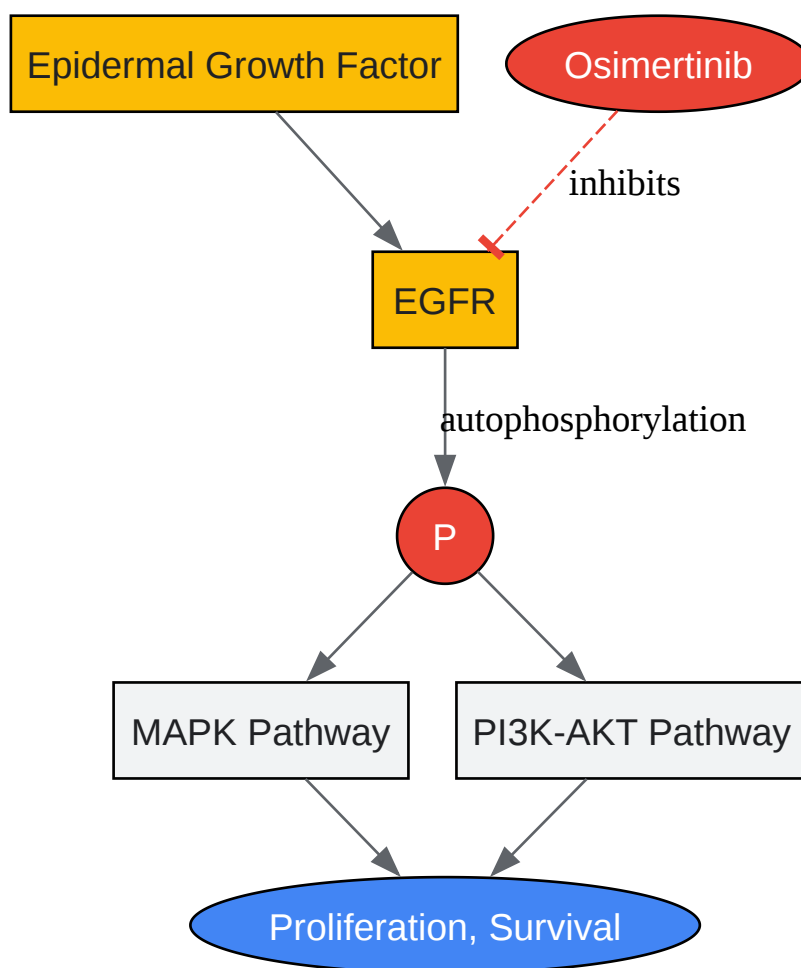 Epidermal Growth Factor
Osimertinib
inhibits
EGFR
autophosphorylation
P
MAPK Pathway
PI3K-AKT Pathway
Proliferation, Survival